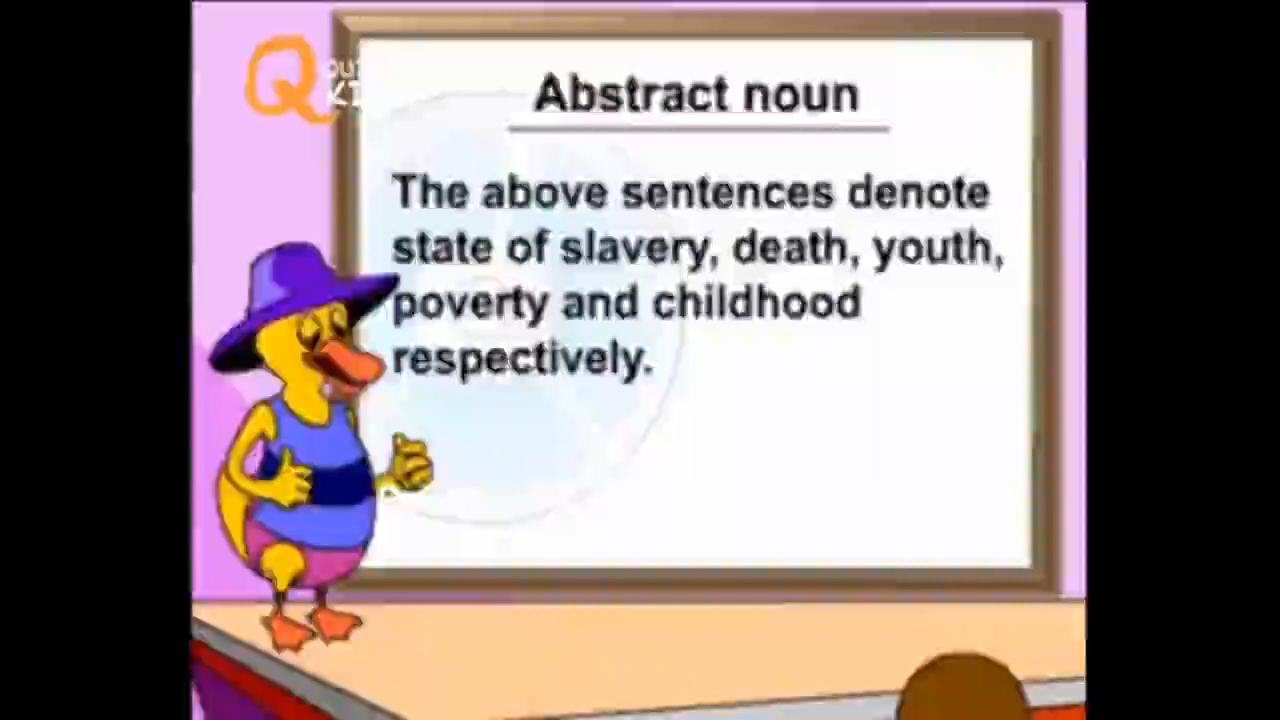 Abstract noun
The above sentences denote
state of slavery, death, youth,
poverty and childhood
respectively.